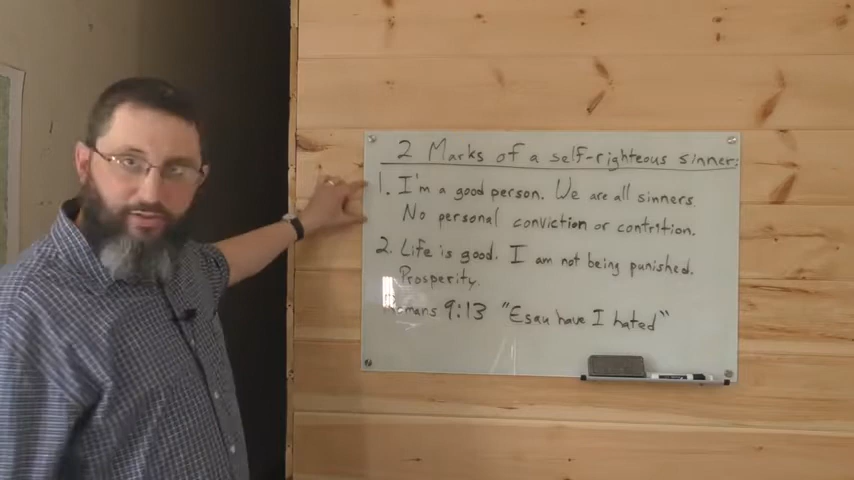 2 Marks of a self-righteous sinner:
1. I'm a good person. We are all sinners.
No personal conviction or contrition.
2. Life is good. I am not being punished.
Prosperity.
Romans 9:13 "Esau have I hated"